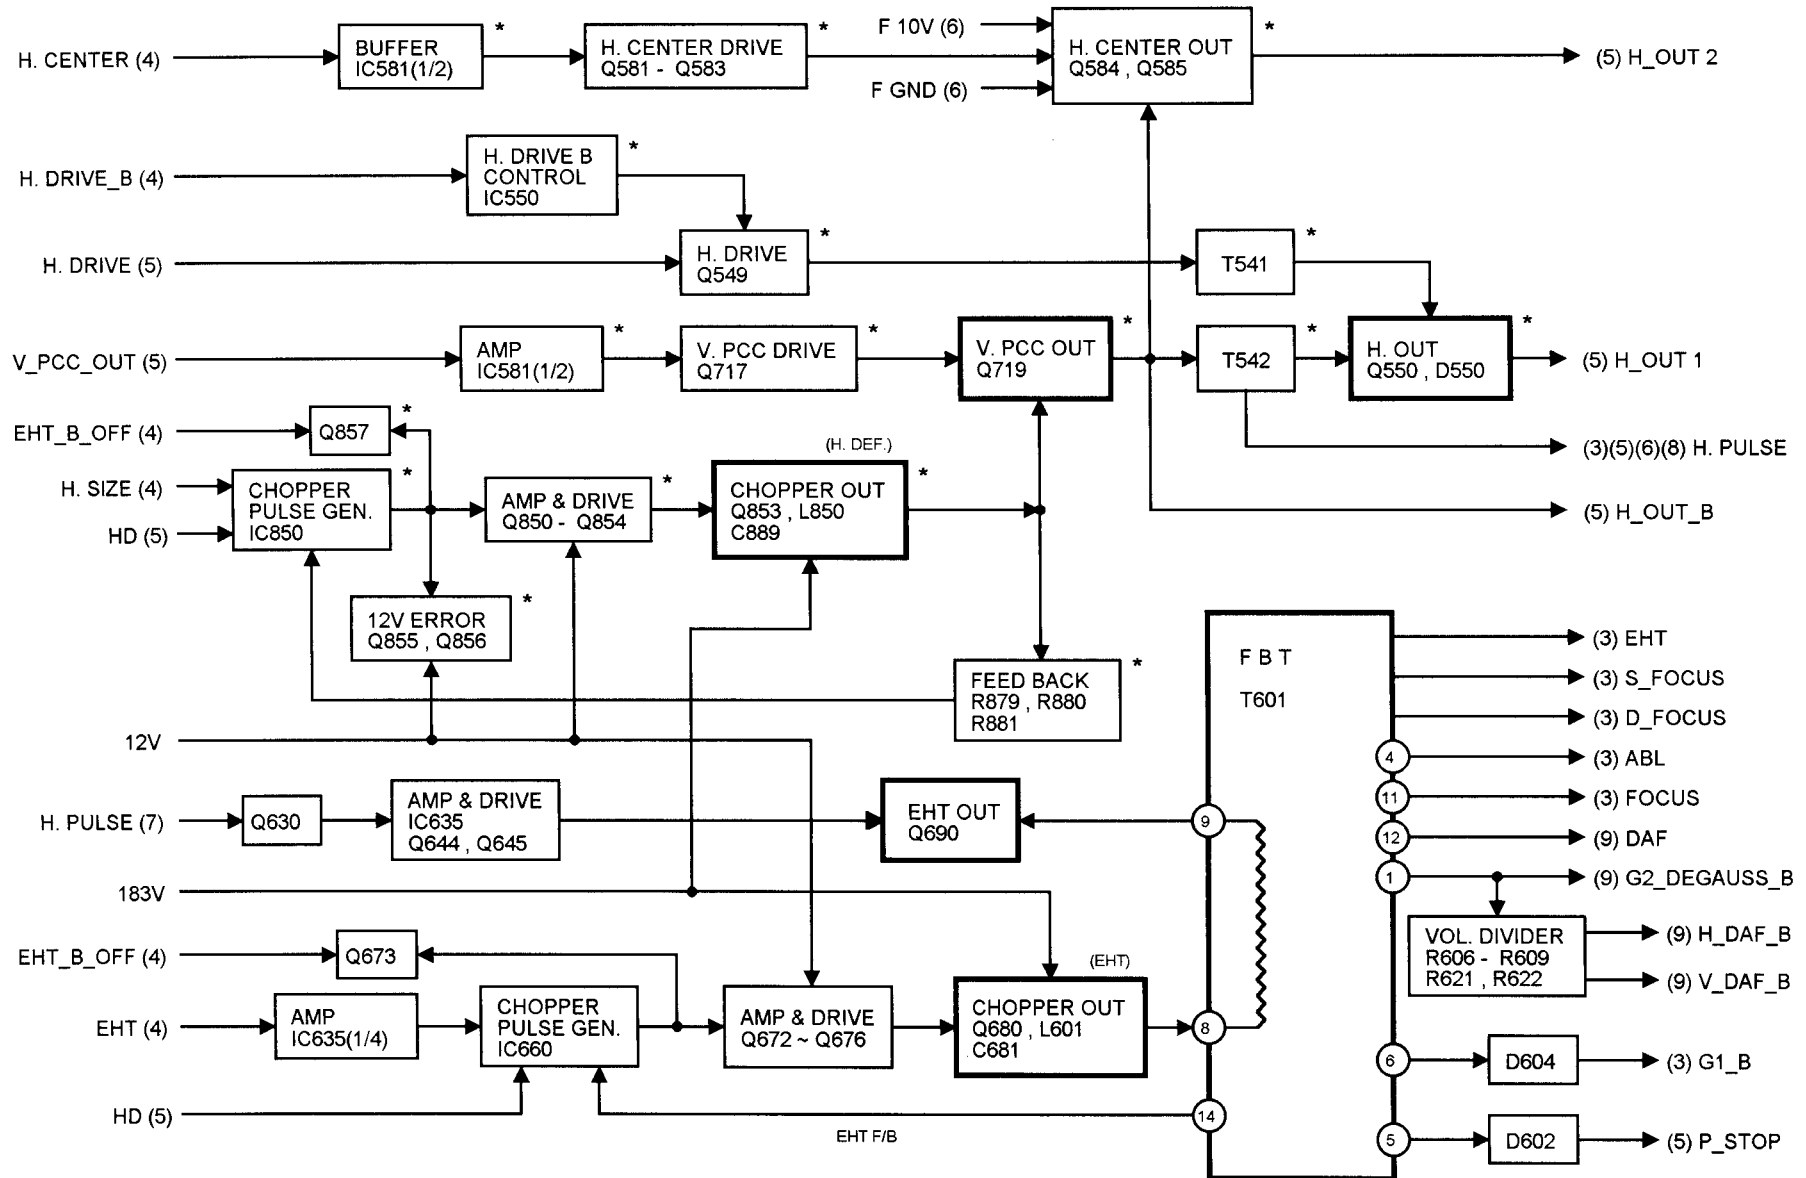 H. CENTER (4)
BUFFER
IC581(1/2)
*
H. CENTER DRIVE
Q581 - Q583
*
F 10V (6)
F GND (6)
H. CENTER OUT
Q584 , Q585
*
(5) H_OUT 2
H. DRIVE_B (4)
H. DRIVE B
CONTROL
IC550
*
H. DRIVE (5)
H. DRIVE
Q549
*
T541
*
V_PCC_OUT (5)
AMP
IC581(1/2)
*
V. PCC DRIVE
Q717
*
V. PCC OUT
Q719
*
T542
*
H. OUT
Q550 , D550
*
(5) H_OUT 1
EHT_B_OFF (4)
Q857
*
(3)(5)(6)(8) H. PULSE
H. SIZE (4)
HD (5)
CHOPPER
PULSE GEN.
IC850
*
AMP & DRIVE
Q850 - Q854
*
(H. DEF.)
CHOPPER OUT
Q853 , L850
C889
*
(5) H_OUT_B
12V ERROR
Q855 , Q856
*
FEED BACK
R879 , R880
R881
*
12V
F B T
T601
(3) EHT
(3) S_FOCUS
(3) D_FOCUS
4
(3) ABL
11
(3) FOCUS
12
(9) DAF
1
(9) G2_DEGAUSS_B
H. PULSE (7)
Q630
AMP & DRIVE
IC635
Q644 , Q645
EHT OUT
Q690
9
183V
VOL. DIVIDER
R606 - R609
R621 , R622
(9) H_DAF_B
(9) V_DAF_B
EHT_B_OFF (4)
Q673
EHT (4)
AMP
IC635(1/4)
CHOPPER
PULSE GEN.
IC660
AMP & DRIVE
Q672 ~ Q676
(EHT)
CHOPPER OUT
Q680 , L601
C681
8
6
D604
(3) G1_B
HD (5)
EHT F/B
14
5
D602
(5) P_STOP